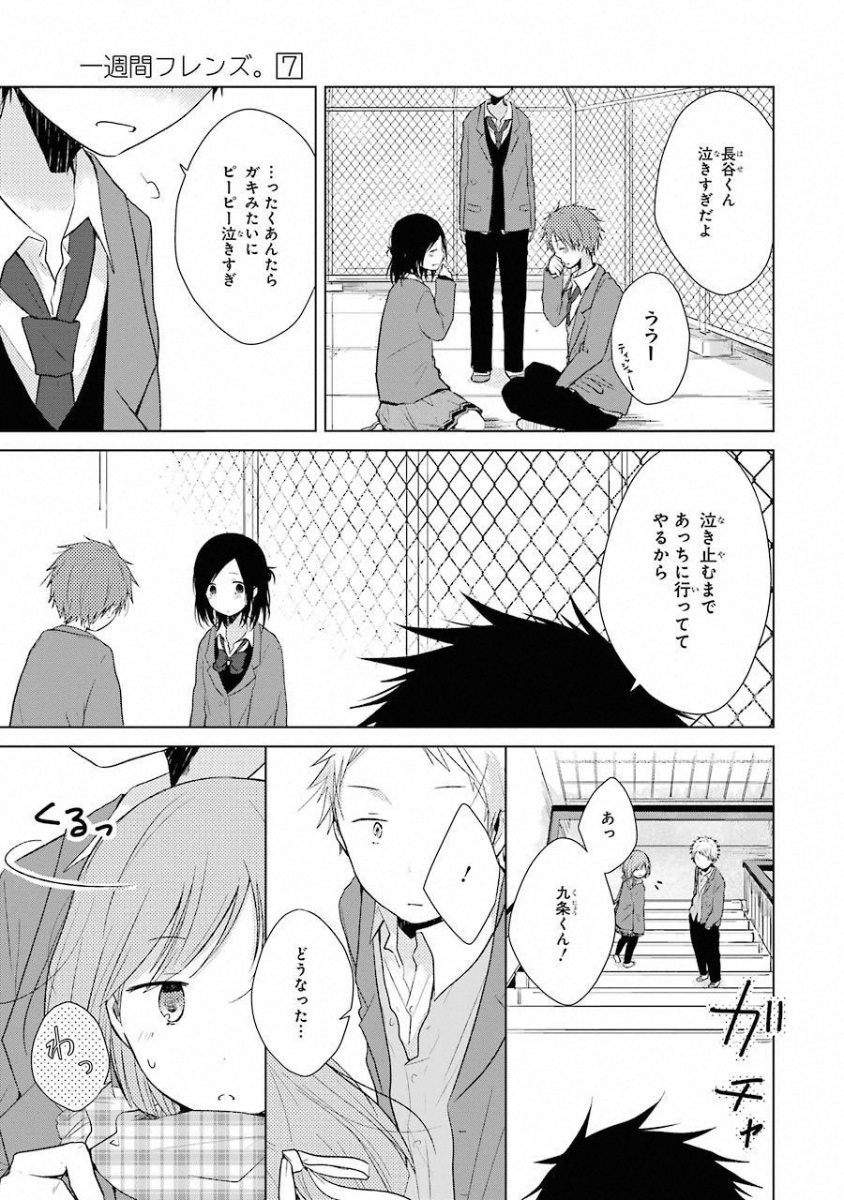 一週間フレンズ。7
長谷くん
泣きすぎだよ
ううー
ティッシュー
…ったくあんたら
ガキみたいに
ピーピー泣きすぎ
泣き止むまで
あっちに行ってて
やるから
あっ
九条くん!
ガチャ
!
どうなった…
くるっ
わっ